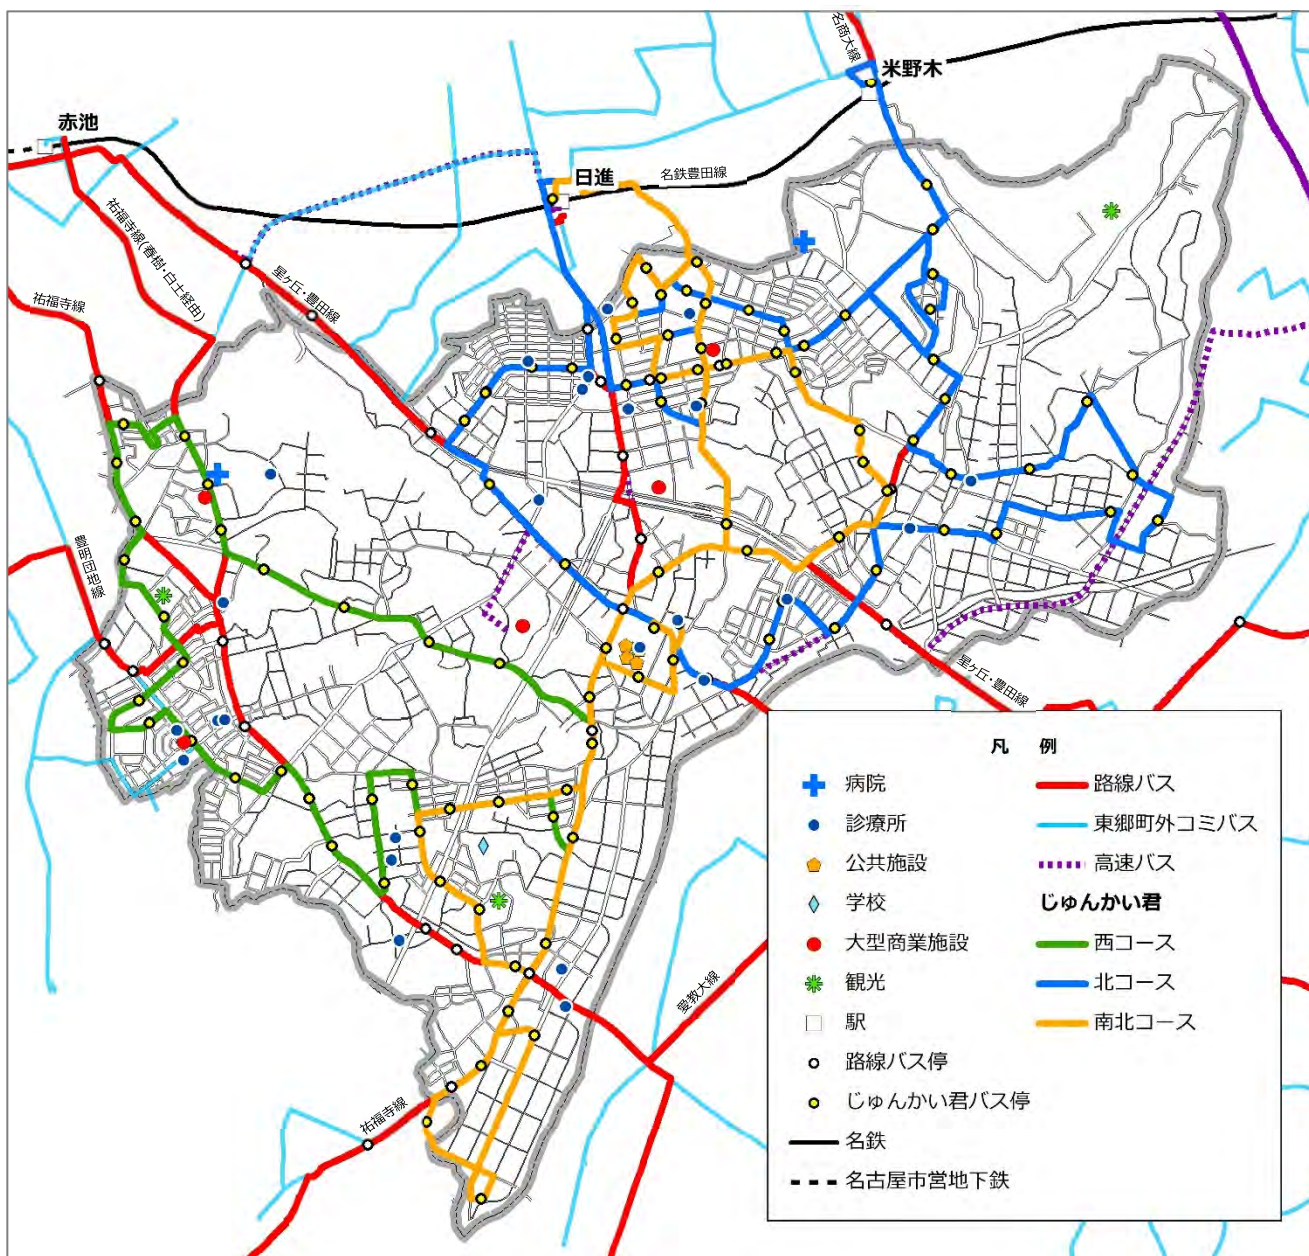 名商大線
米野木
赤池
日進
名鉄豊田線
祐福寺線(春樹・白土経由)
星ヶ丘・豊田線
祐福寺線
豊明団地線
星ヶ丘・豊田線
愛教大線
祐福寺線
凡 例
病院
診療所
公共施設
学校
大型商業施設
観光
駅
路線バス停
じゅんかい君バス停
名鉄
名古屋市営地下鉄
路線バス
東郷町外コミバス
高速バス
じゅんかい君
西コース
北コース
南北コース